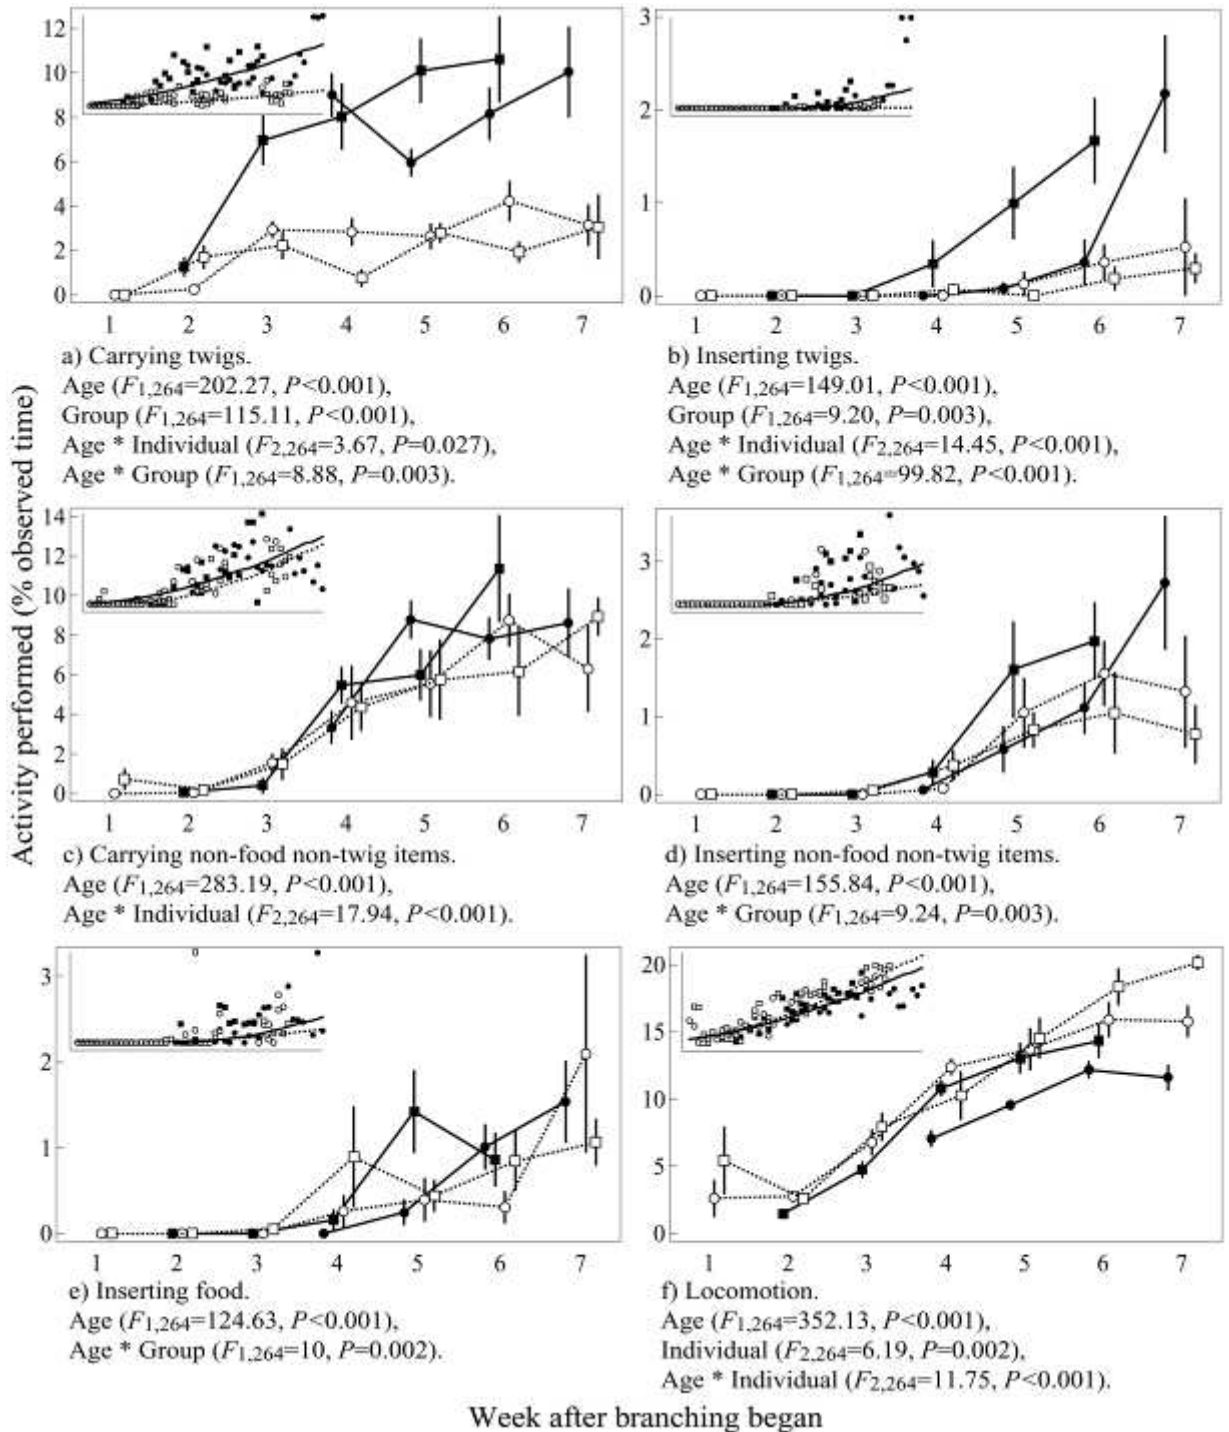 12
10
8
6
4
2
0
1 2 3 4 5 6 7
a) Carrying twigs.
Age (F1,264=202.27, P<0.001),
Group (F1,264=115.11, P<0.001),
Age * Individual (F2,264=3.67, P=0.027),
Age * Group (F1,264=8.88, P=0.003).
3
2
1
0
1 2 3 4 5 6 7
b) Inserting twigs.
Age (F1,264=149.01, P<0.001),
Group (F1,264=9.20, P=0.003),
Age * Individual (F2,264=14.45, P<0.001),
Age * Group (F1,264=99.82, P<0.001).
Activity performed (% observed time)
14
12
10
8
6
4
2
0
1 2 3 4 5 6 7
c) Carrying non-food non-twig items.
Age (F1,264=283.19, P<0.001),
Age * Individual (F2,264=17.94, P<0.001).
3
2
1
0
1 2 3 4 5 6 7
d) Inserting non-food non-twig items.
Age (F1,264=155.84, P<0.001),
Age * Group (F1,264=9.24, P=0.003).
3
2
1
0
1 2 3 4 5 6 7
e) Inserting food.
Age (F1,264=124.63, P<0.001),
Age * Group (F1,264=10, P=0.002).
20
15
10
5
0
1 2 3 4 5 6 7
f) Locomotion.
Age (F1,264=352.13, P<0.001),
Individual (F2,264=6.19, P=0.002),
Age * Individual (F2,264=11.75, P<0.001).
Week after branching began